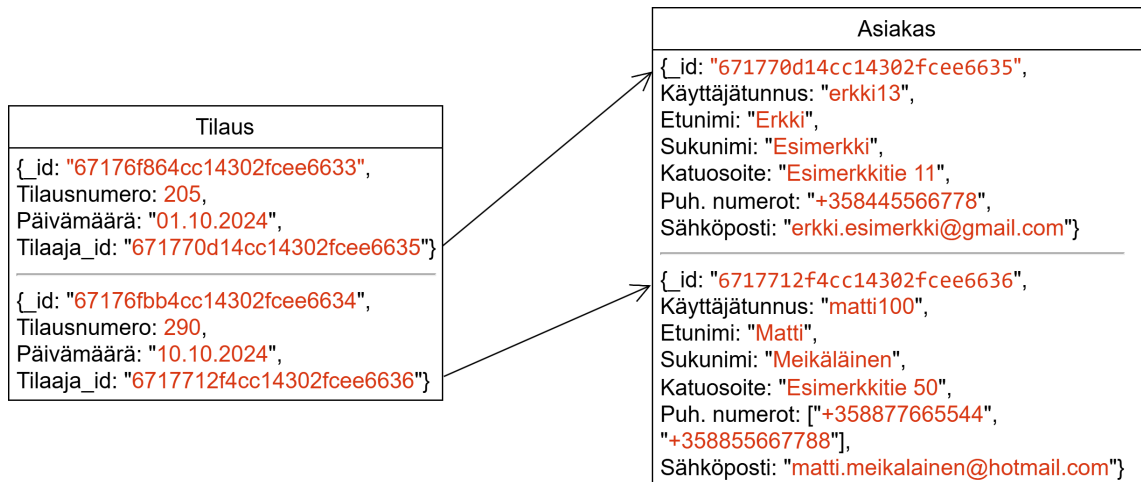 Tilaus
{_id: "67176f864cc14302fcee6633",
Tilausnumero: 205,
Päivämäärä: "01.10.2024",
Tilaaja_id: "671770d14cc14302fcee6635"}
{_id: "67176fbb4cc14302fcee6634",
Tilausnumero: 290,
Päivämäärä: "10.10.2024",
Tilaaja_id: "6717712f4cc14302fcee6636"}
Asiakas
{_id: "671770d14cc14302fcee6635",
Käyttäjätunnus: "erkki13",
Etunimi: "Erkki",
Sukunimi: "Esimerkki",
Katuosoite: "Esimerkkitie 11",
Puh. numerot: "+358445566778",
Sähköposti: "erkki.esimerkki@gmail.com"}
{_id: "6717712f4cc14302fcee6636",
Käyttäjätunnus: "matti100",
Etunimi: "Matti",
Sukunimi: "Meikäläinen",
Katuosoite: "Esimerkkitie 50",
Puh. numerot: ["+358877665544",
"+358855667788"],
Sähköposti: "matti.meikalainen@hotmail.com"}